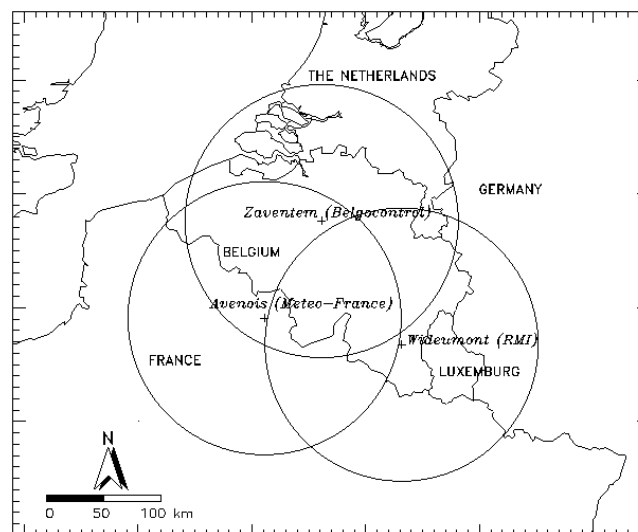 THE NETHERLANDS
GERMANY
Zaventem (Belgocontrol)
BELGIUM
Avenois (Meteo-France)
Wideumont (RMI)
FRANCE
LUXEMBURG
N
0 50 100 km